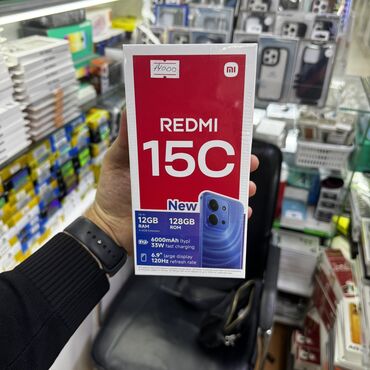 14000
mi
REDMI
15C
New
12GB
RAM
128GB
ROM
6000mAh (typ)
33W fast charging
6.9" large display
120Hz refresh rate